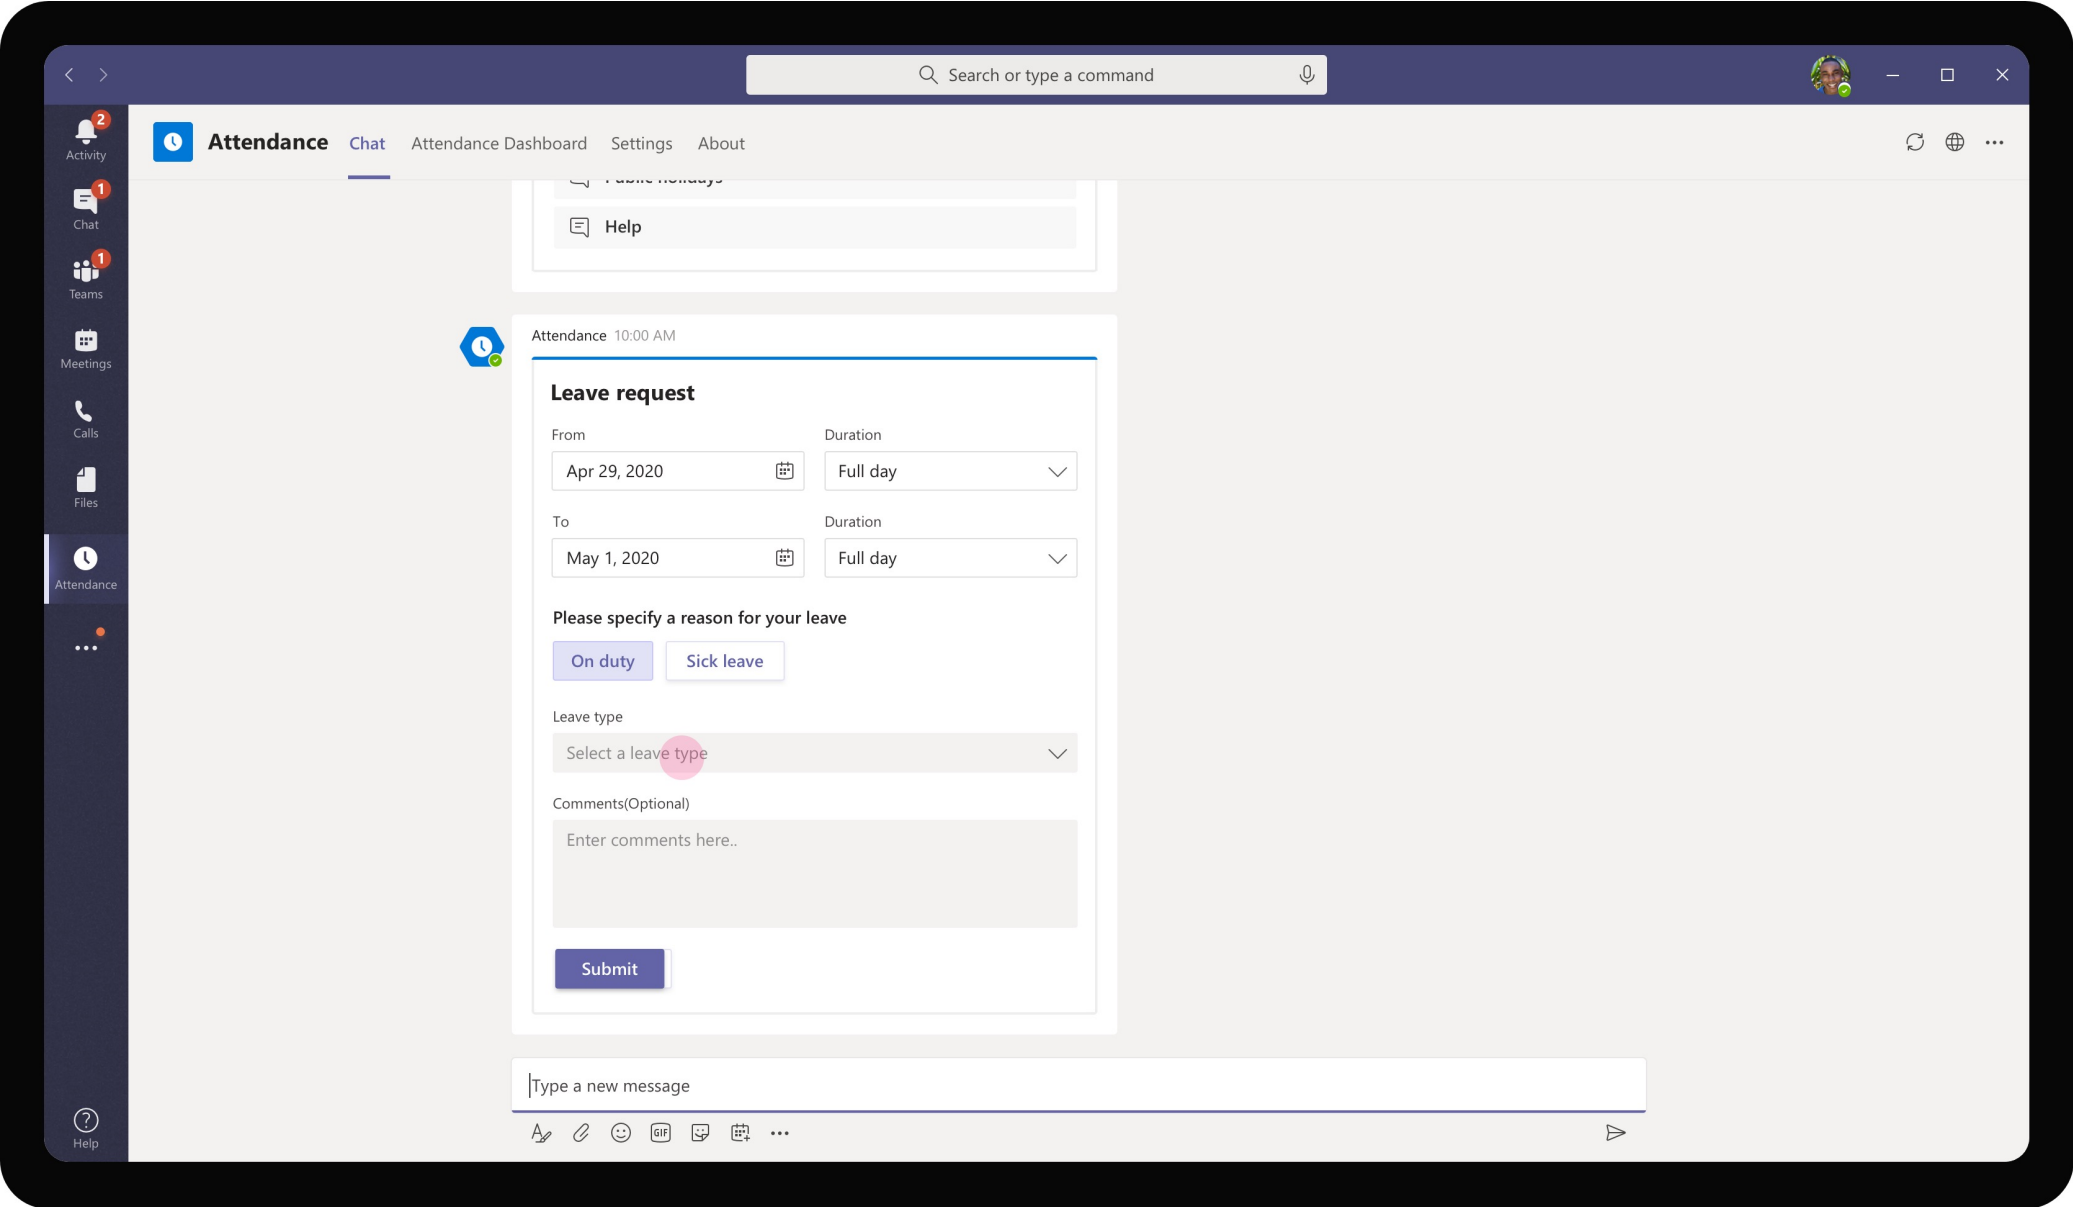 Search or type a command
2
Activity
1
Chat
1
Teams
Meetings
Calls
Files
Attendance
Help
Attendance Chat Attendance Dashboard Settings About
Public holidays
Help
Attendance 10:00 AM
Leave request
From Duration
Apr 29, 2020 Full day
To Duration
May 1, 2020 Full day
Please specify a reason for your leave
On duty Sick leave
Leave type
Select a leave type
Comments(Optional)
Enter comments here..
Submit
Type a new message
GIF